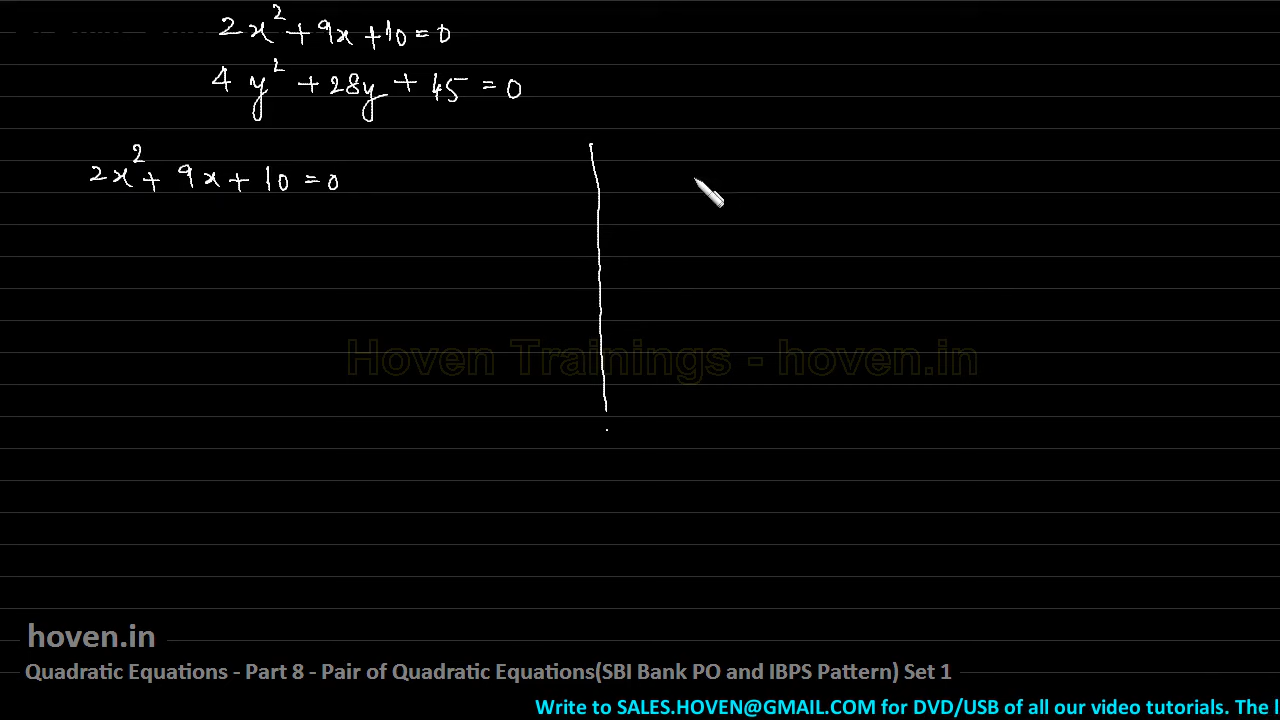 2x² + 9x + 10 = 0
4y² + 28y + 45 = 0
2x² + 9x + 10 = 0
Hoven Trainings - hoven.in
hoven.in
Quadratic Equations - Part 8 - Pair of Quadratic Equations(SBI Bank PO and IBPS Pattern) Set 1
Write to SALES.HOVEN@GMAIL.COM for DVD/USB of all our video tutorials. The